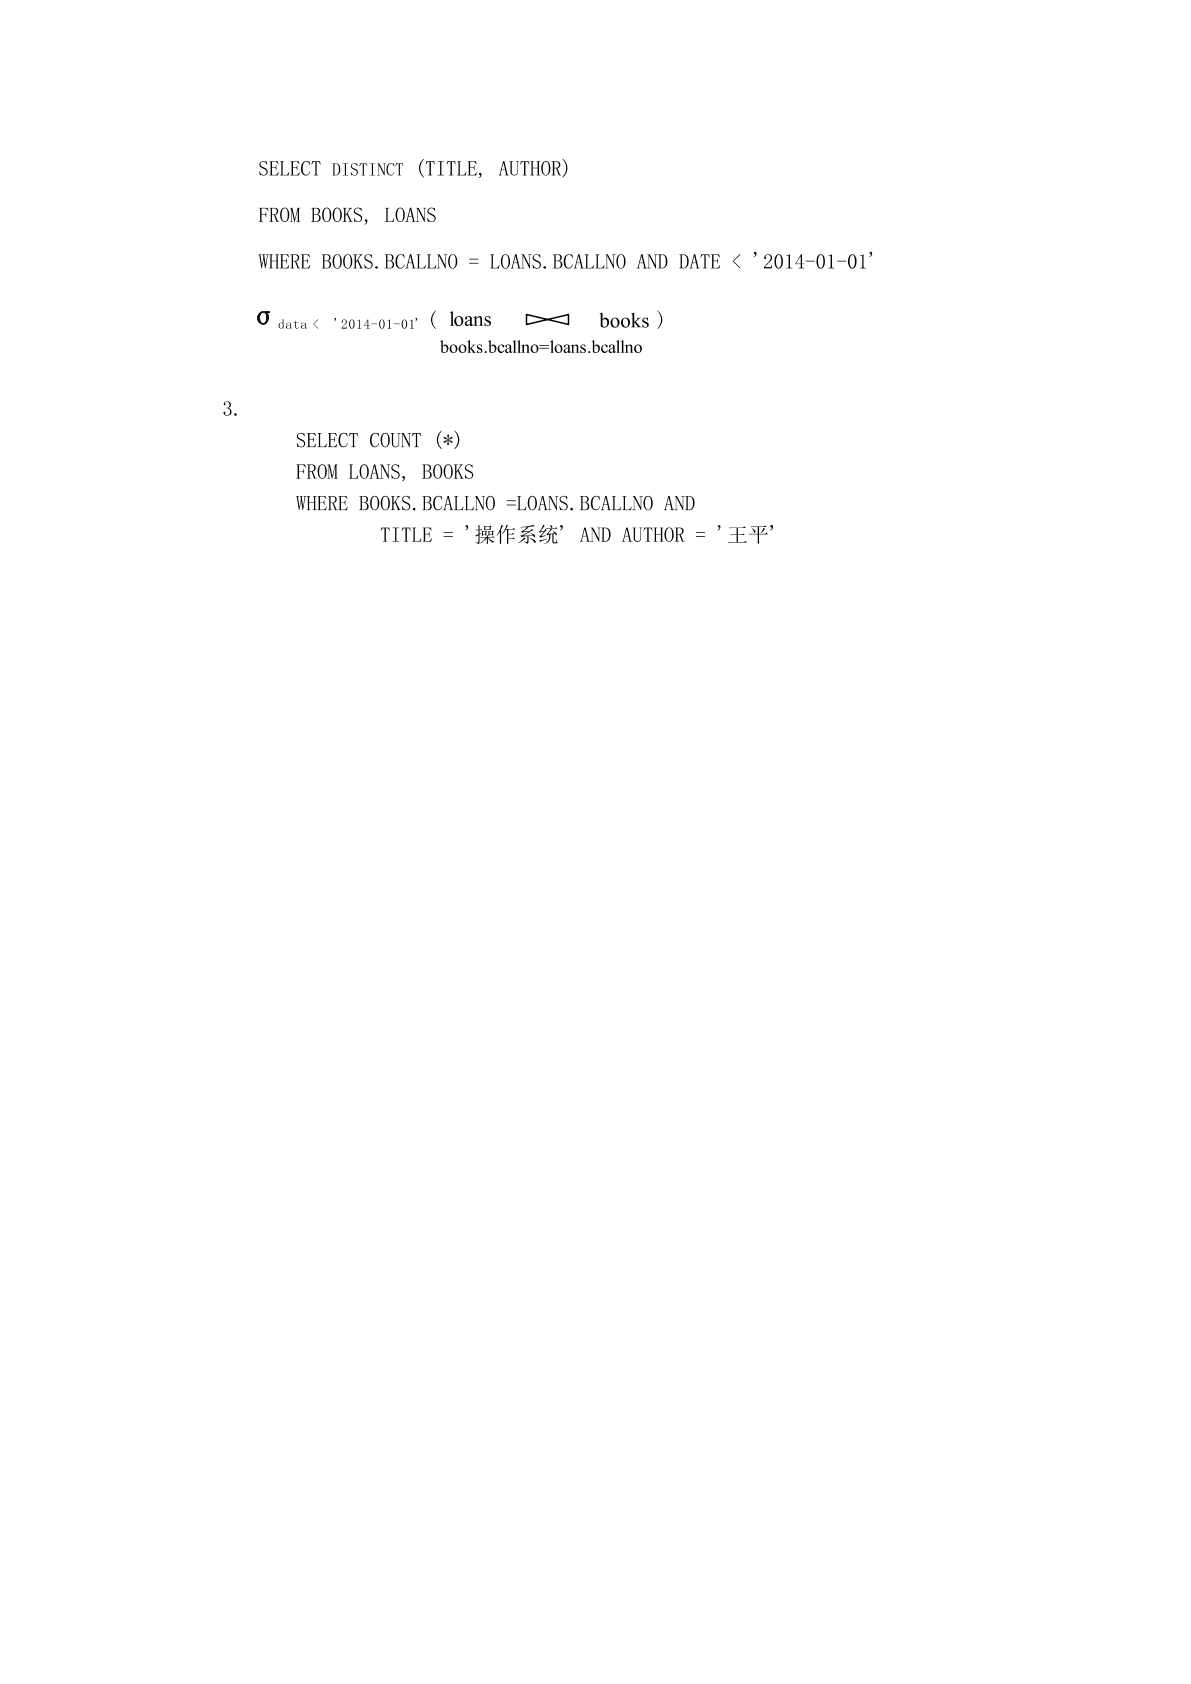 SELECT DISTINCT (TITLE, AUTHOR)
FROM BOOKS, LOANS
WHERE BOOKS.BCALLNO = LOANS.BCALLNO AND DATE < '2014-01-01'
σ data < '2014-01-01' ( loans ⋈ books )
books.bcallno=loans.bcallno
3.
SELECT COUNT (*)
FROM LOANS, BOOKS
WHERE BOOKS.BCALLNO =LOANS.BCALLNO AND
TITLE = '操作系统' AND AUTHOR = '王平'